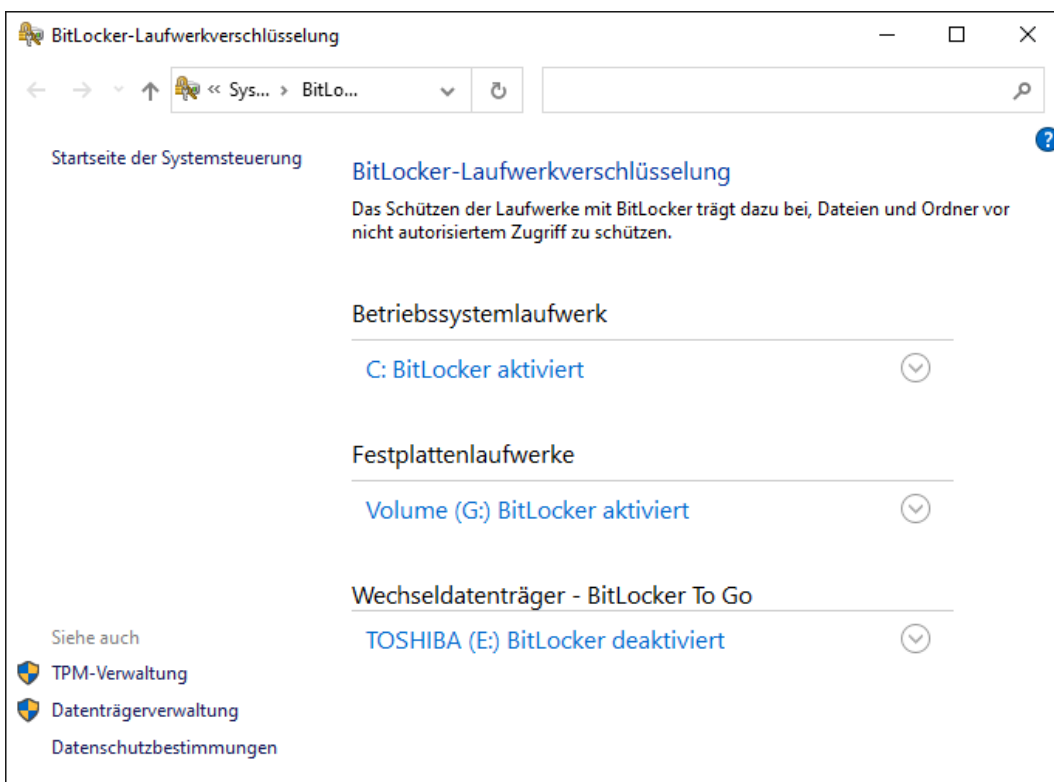 BitLocker-Laufwerkverschlüsselung
« Sys... › BitLo...
Startseite der Systemsteuerung
?
BitLocker-Laufwerkverschlüsselung
Das Schützen der Laufwerke mit BitLocker trägt dazu bei, Dateien und Ordner vor
nicht autorisiertem Zugriff zu schützen.
Betriebssystemlaufwerk
C: BitLocker aktiviert
Festplattenlaufwerke
Volume (G:) BitLocker aktiviert
Wechseldatenträger - BitLocker To Go
TOSHIBA (E:) BitLocker deaktiviert
Siehe auch
TPM-Verwaltung
Datenträgerverwaltung
Datenschutzbestimmungen